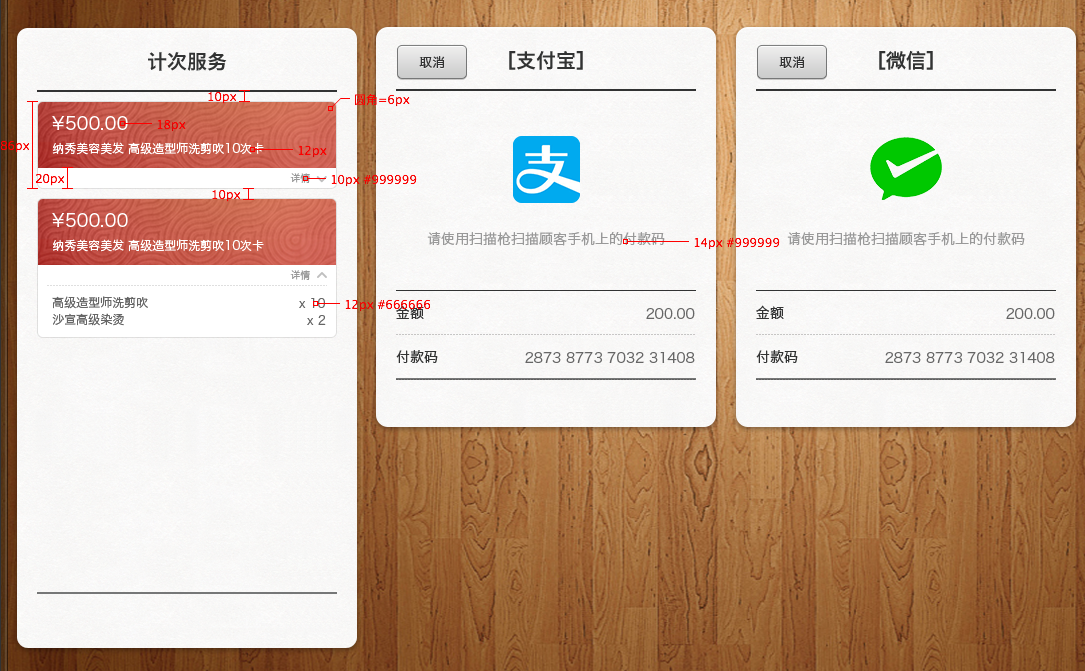 计次服务
10px
圆角=6px
¥500.00
18px
纳秀美容美发 高级造型师洗剪吹10次卡
12px
20px
详情
10px #999999
10px
¥500.00
纳秀美容美发 高级造型师洗剪吹10次卡
详情
高级造型师洗剪吹 x 10
12px #666666
沙宣高级染烫 x 2
取消
[支付宝]
支
请使用扫描枪扫描顾客手机上的付款码
14px #999999
金额 200.00
付款码 2873 8773 7032 31408
取消
[微信]
请使用扫描枪扫描顾客手机上的付款码
金额 200.00
付款码 2873 8773 7032 31408